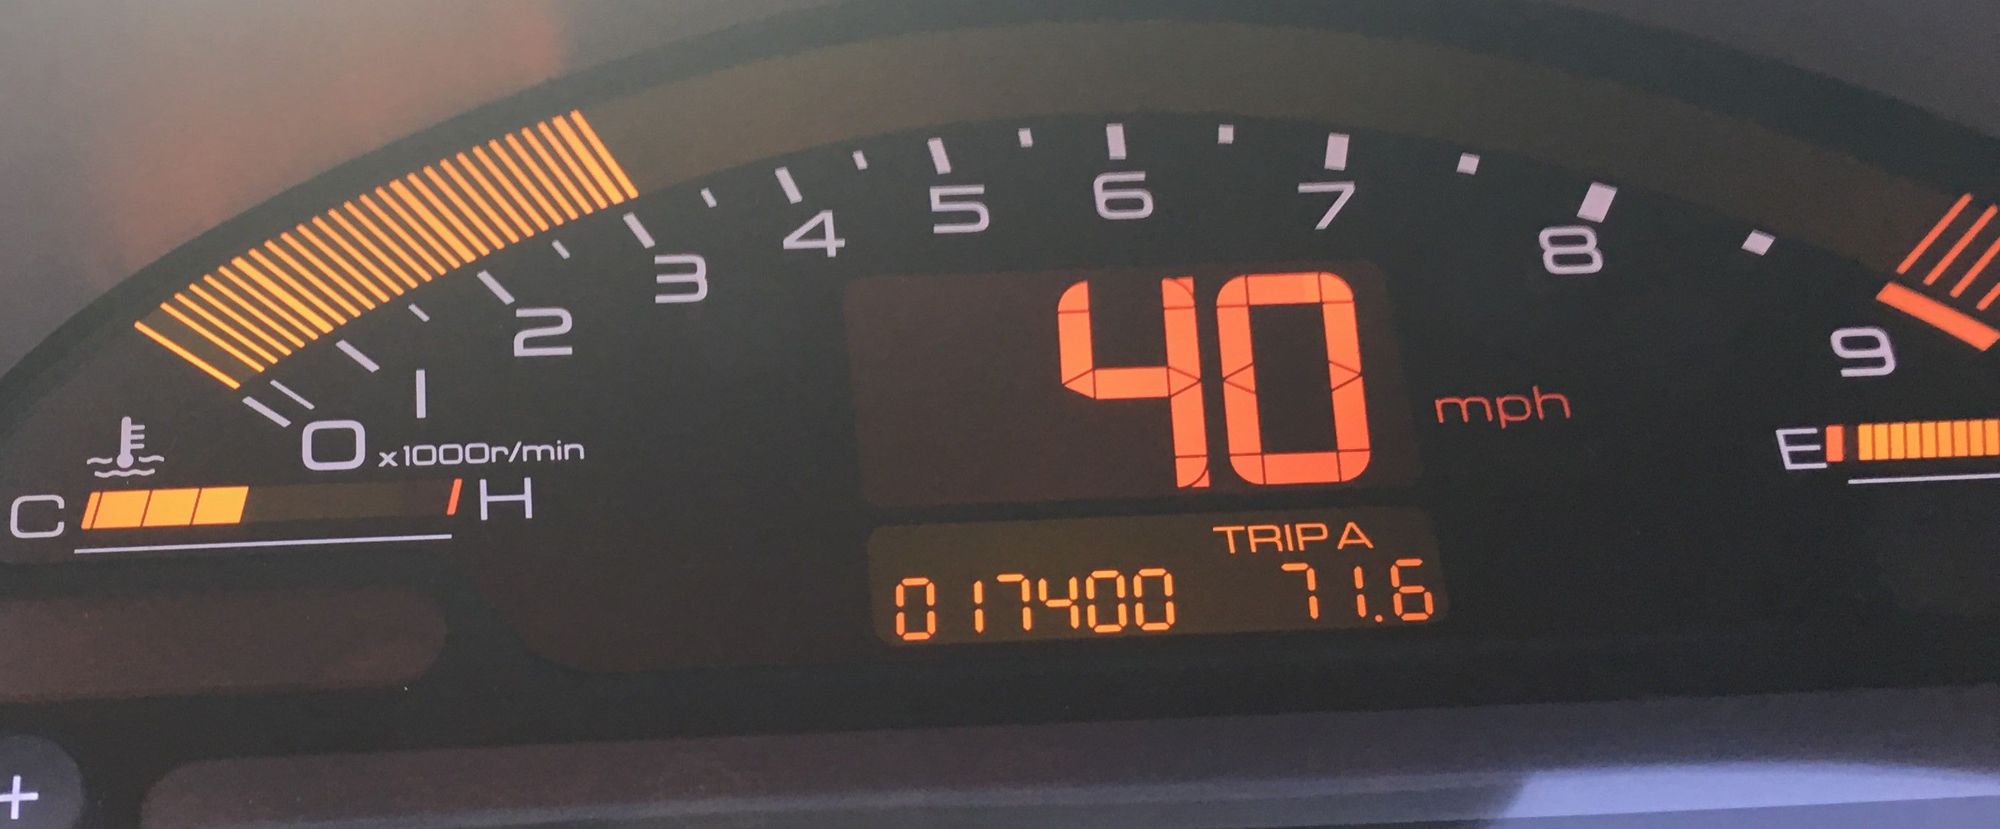 0 1 2 3 4 5 6 7 8 9
x1000r/min
40 mph
C H
E
TRIP A
017400 71.6
+